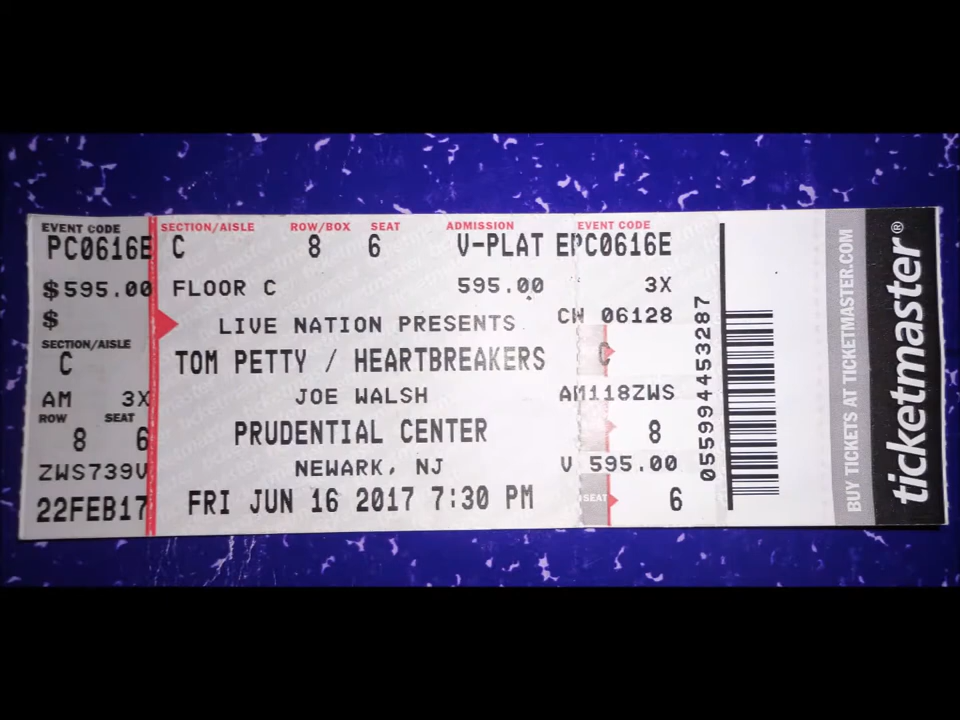 EVENT CODE
PC0616E
$595.00
$
SECTION/AISLE
C
AM 3X
ROW SEAT
8 6
ZWS739V
22FEB17
SECTION/AISLE ROW/BOX SEAT ADMISSION
C 8 6 V-PLAT
FLOOR C 595.00
LIVE NATION PRESENTS
TOM PETTY / HEARTBREAKERS
JOE WALSH
PRUDENTIAL CENTER
NEWARK, NJ
FRI JUN 16 2017 7:30 PM
EVENT CODE
EPC0616E
3X
CW 06128
C
AM118ZWS
8
V 595.00
SEAT
6
0559944532​87
BUY TICKETS AT TICKETMASTER.COM
ticketmaster®